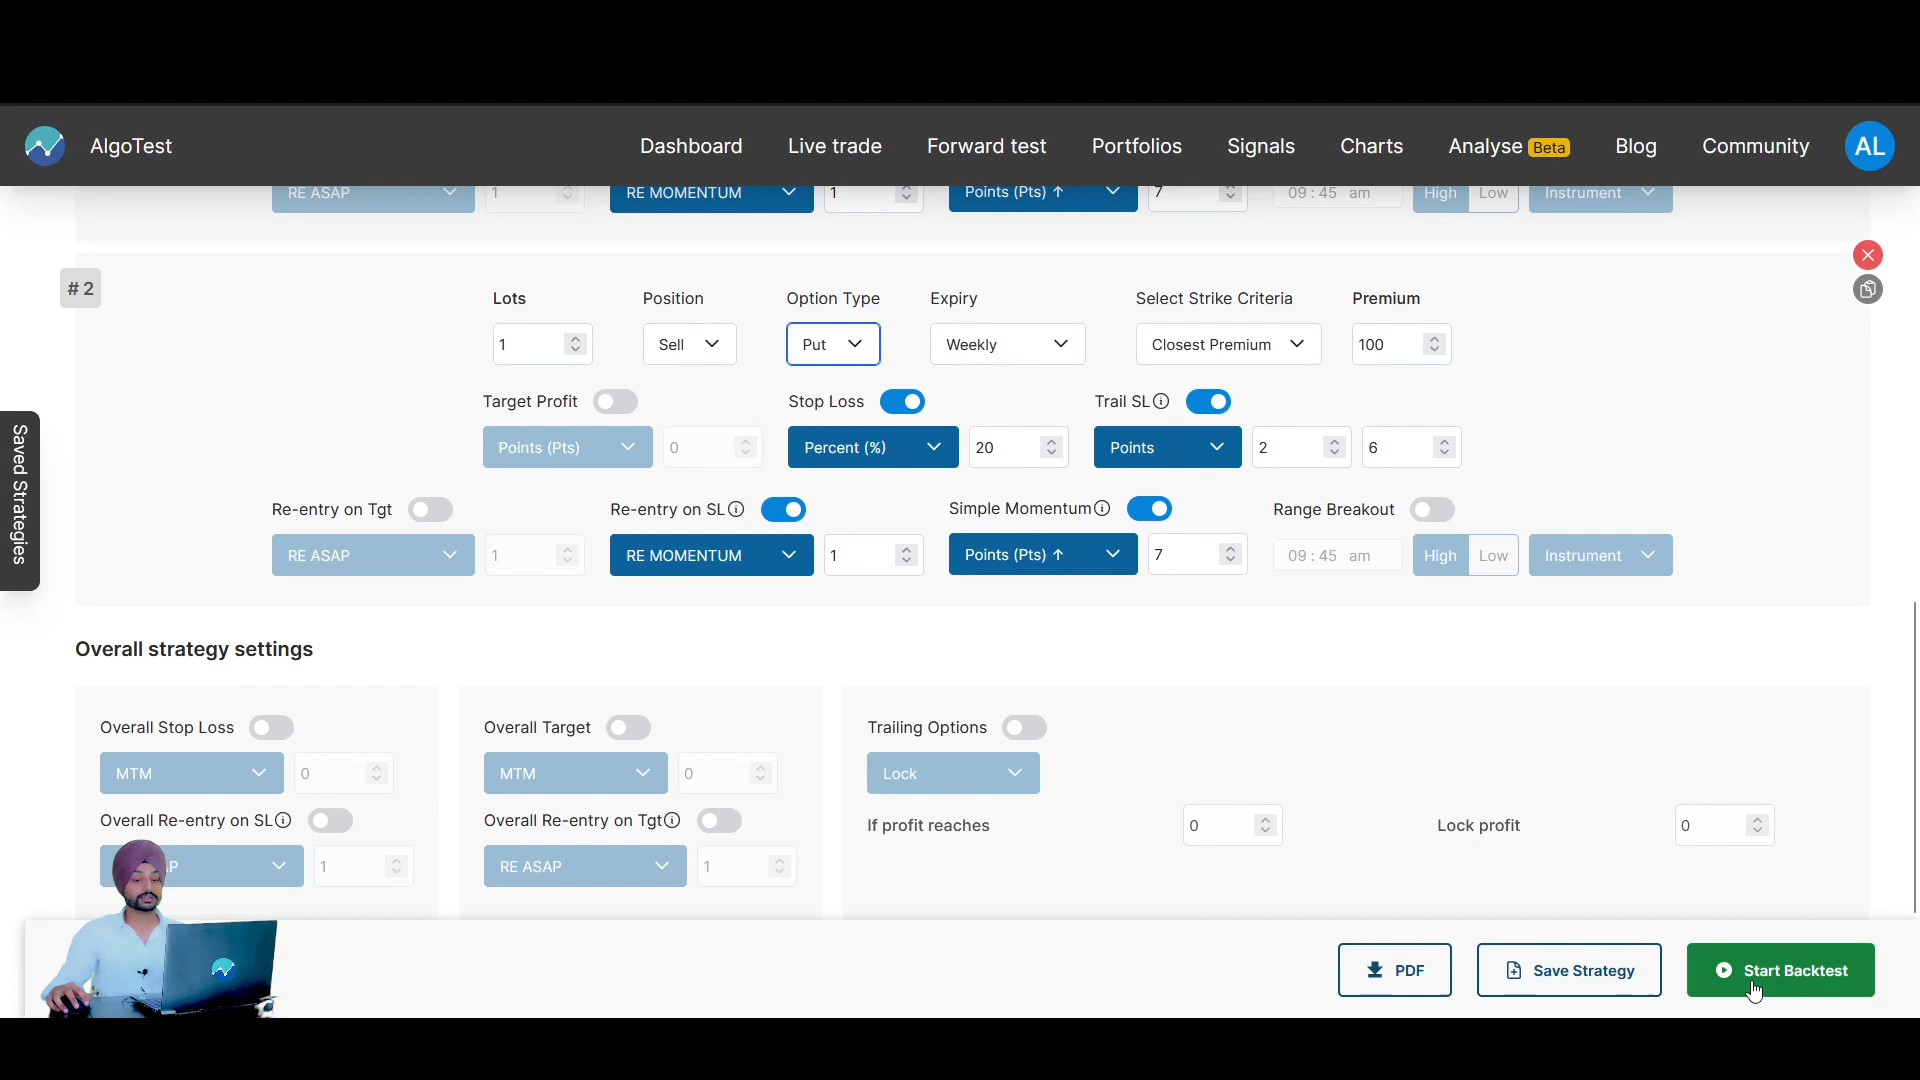 AlgoTest Dashboard Live trade Forward test Portfolios Signals Charts Analyse Beta Blog Community AL
RE ASAP 1 RE MOMENTUM 1 Points (Pts) ↑ 7 09 : 45 am High Low Instrument
# 2
Lots Position Option Type Expiry Select Strike Criteria Premium
1 Sell Put Weekly Closest Premium 100
Target Profit Stop Loss Trail SL
Points (Pts) 0 Percent (%) 20 Points 2 6
Saved Strategies
Re-entry on Tgt Re-entry on SL Simple Momentum Range Breakout
RE ASAP 1 RE MOMENTUM 1 Points (Pts) ↑ 7 09 : 45 am High Low Instrument
Overall strategy settings
Overall Stop Loss Overall Target Trailing Options
MTM 0 MTM 0 Lock
Overall Re-entry on SL Overall Re-entry on Tgt If profit reaches 0 Lock profit 0
1 RE ASAP 1
PDF Save Strategy Start Backtest